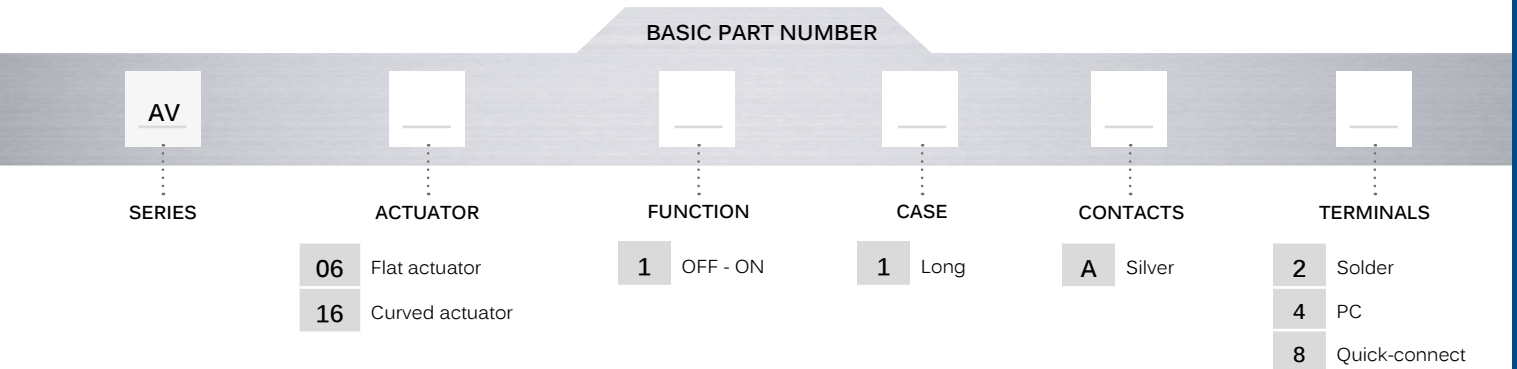 BASIC PART NUMBER
AV
SERIES
ACTUATOR
FUNCTION
CASE
CONTACTS
TERMINALS
06 Flat actuator
16 Curved actuator
1 OFF - ON
1 Long
A Silver
2 Solder
4 PC
8 Quick-connect